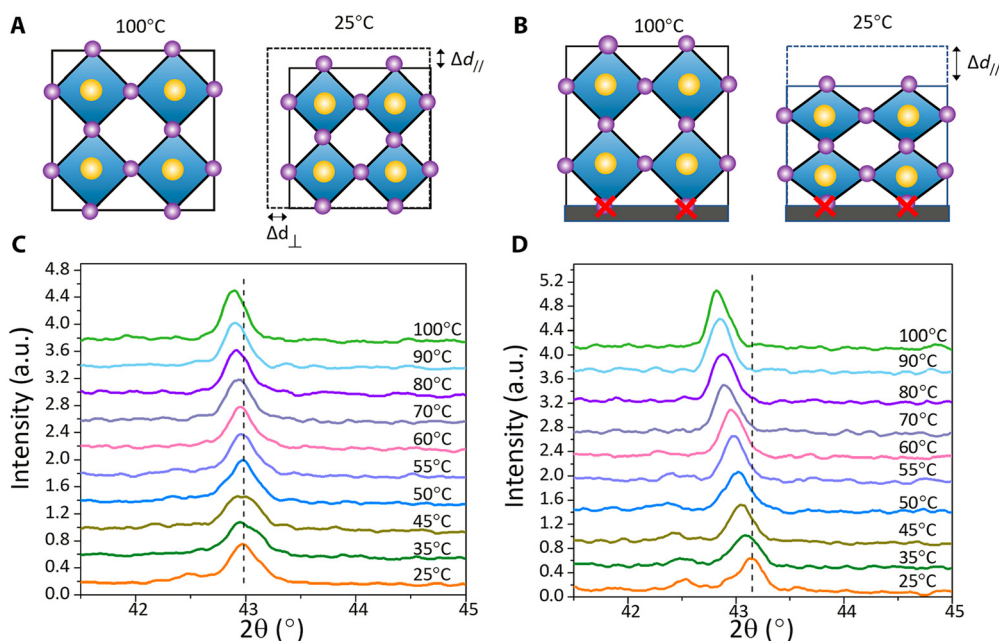 A
100°C
25°C
Δd//
Δd⊥
B
100°C
25°C
Δd//
C
4.8
4.0
3.6
3.2
2.8
2.4
2.0
1.6
1.2
0.8
0.4
0.0
Intensity (a.u.)
100°C
90°C
80°C
70°C
60°C
55°C
50°C
45°C
35°C
25°C
42
43
44
45
2θ (°)
D
5.2
4.4
4.0
3.6
3.2
2.8
2.4
2.0
1.6
1.2
0.8
0.4
0.0
Intensity (a.u.)
100°C
90°C
80°C
70°C
60°C
55°C
50°C
45°C
35°C
25°C
42
43
44
45
2θ (°)